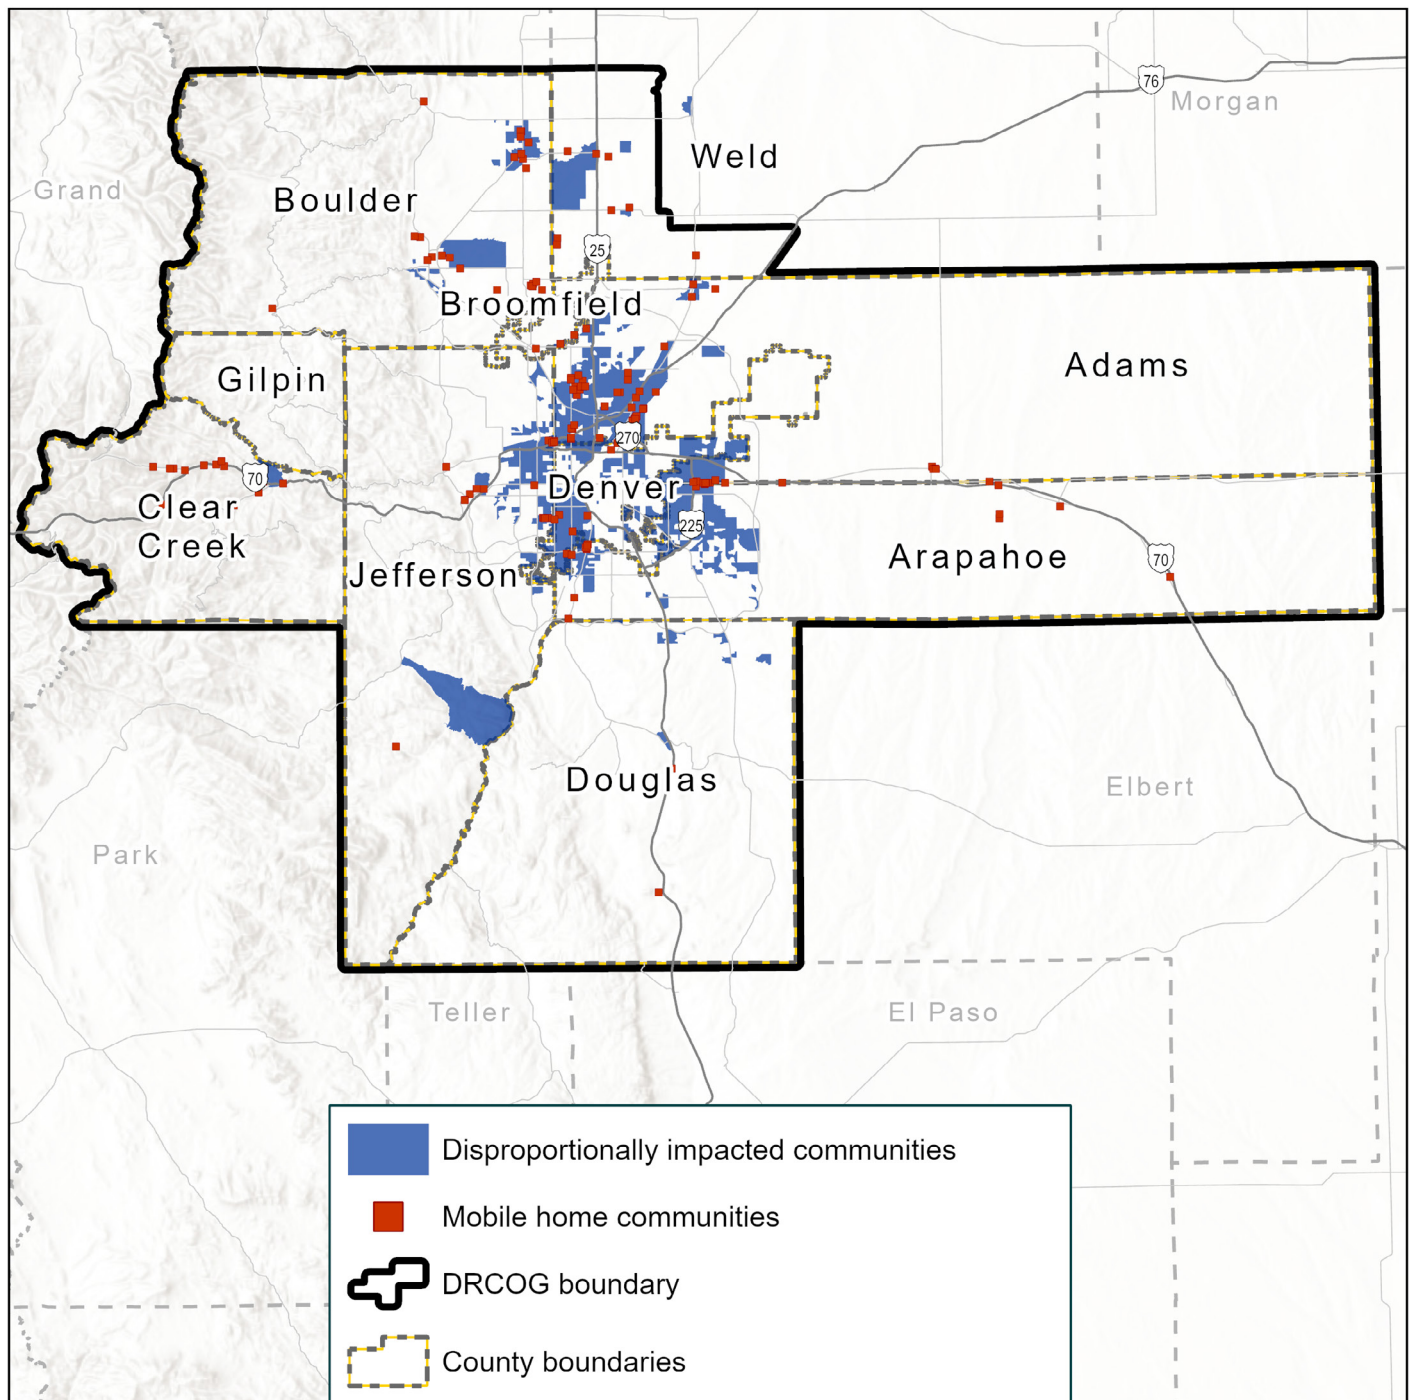 76
Morgan
Weld
Grand
Boulder
25
Broomfield
Adams
Gilpin
270
70
Denver
Clear
Creek
225
Arapahoe
70
Jefferson
Douglas
Elbert
Park
Teller
El Paso
Disproportionally impacted communities
Mobile home communities
DRCOG boundary
County boundaries